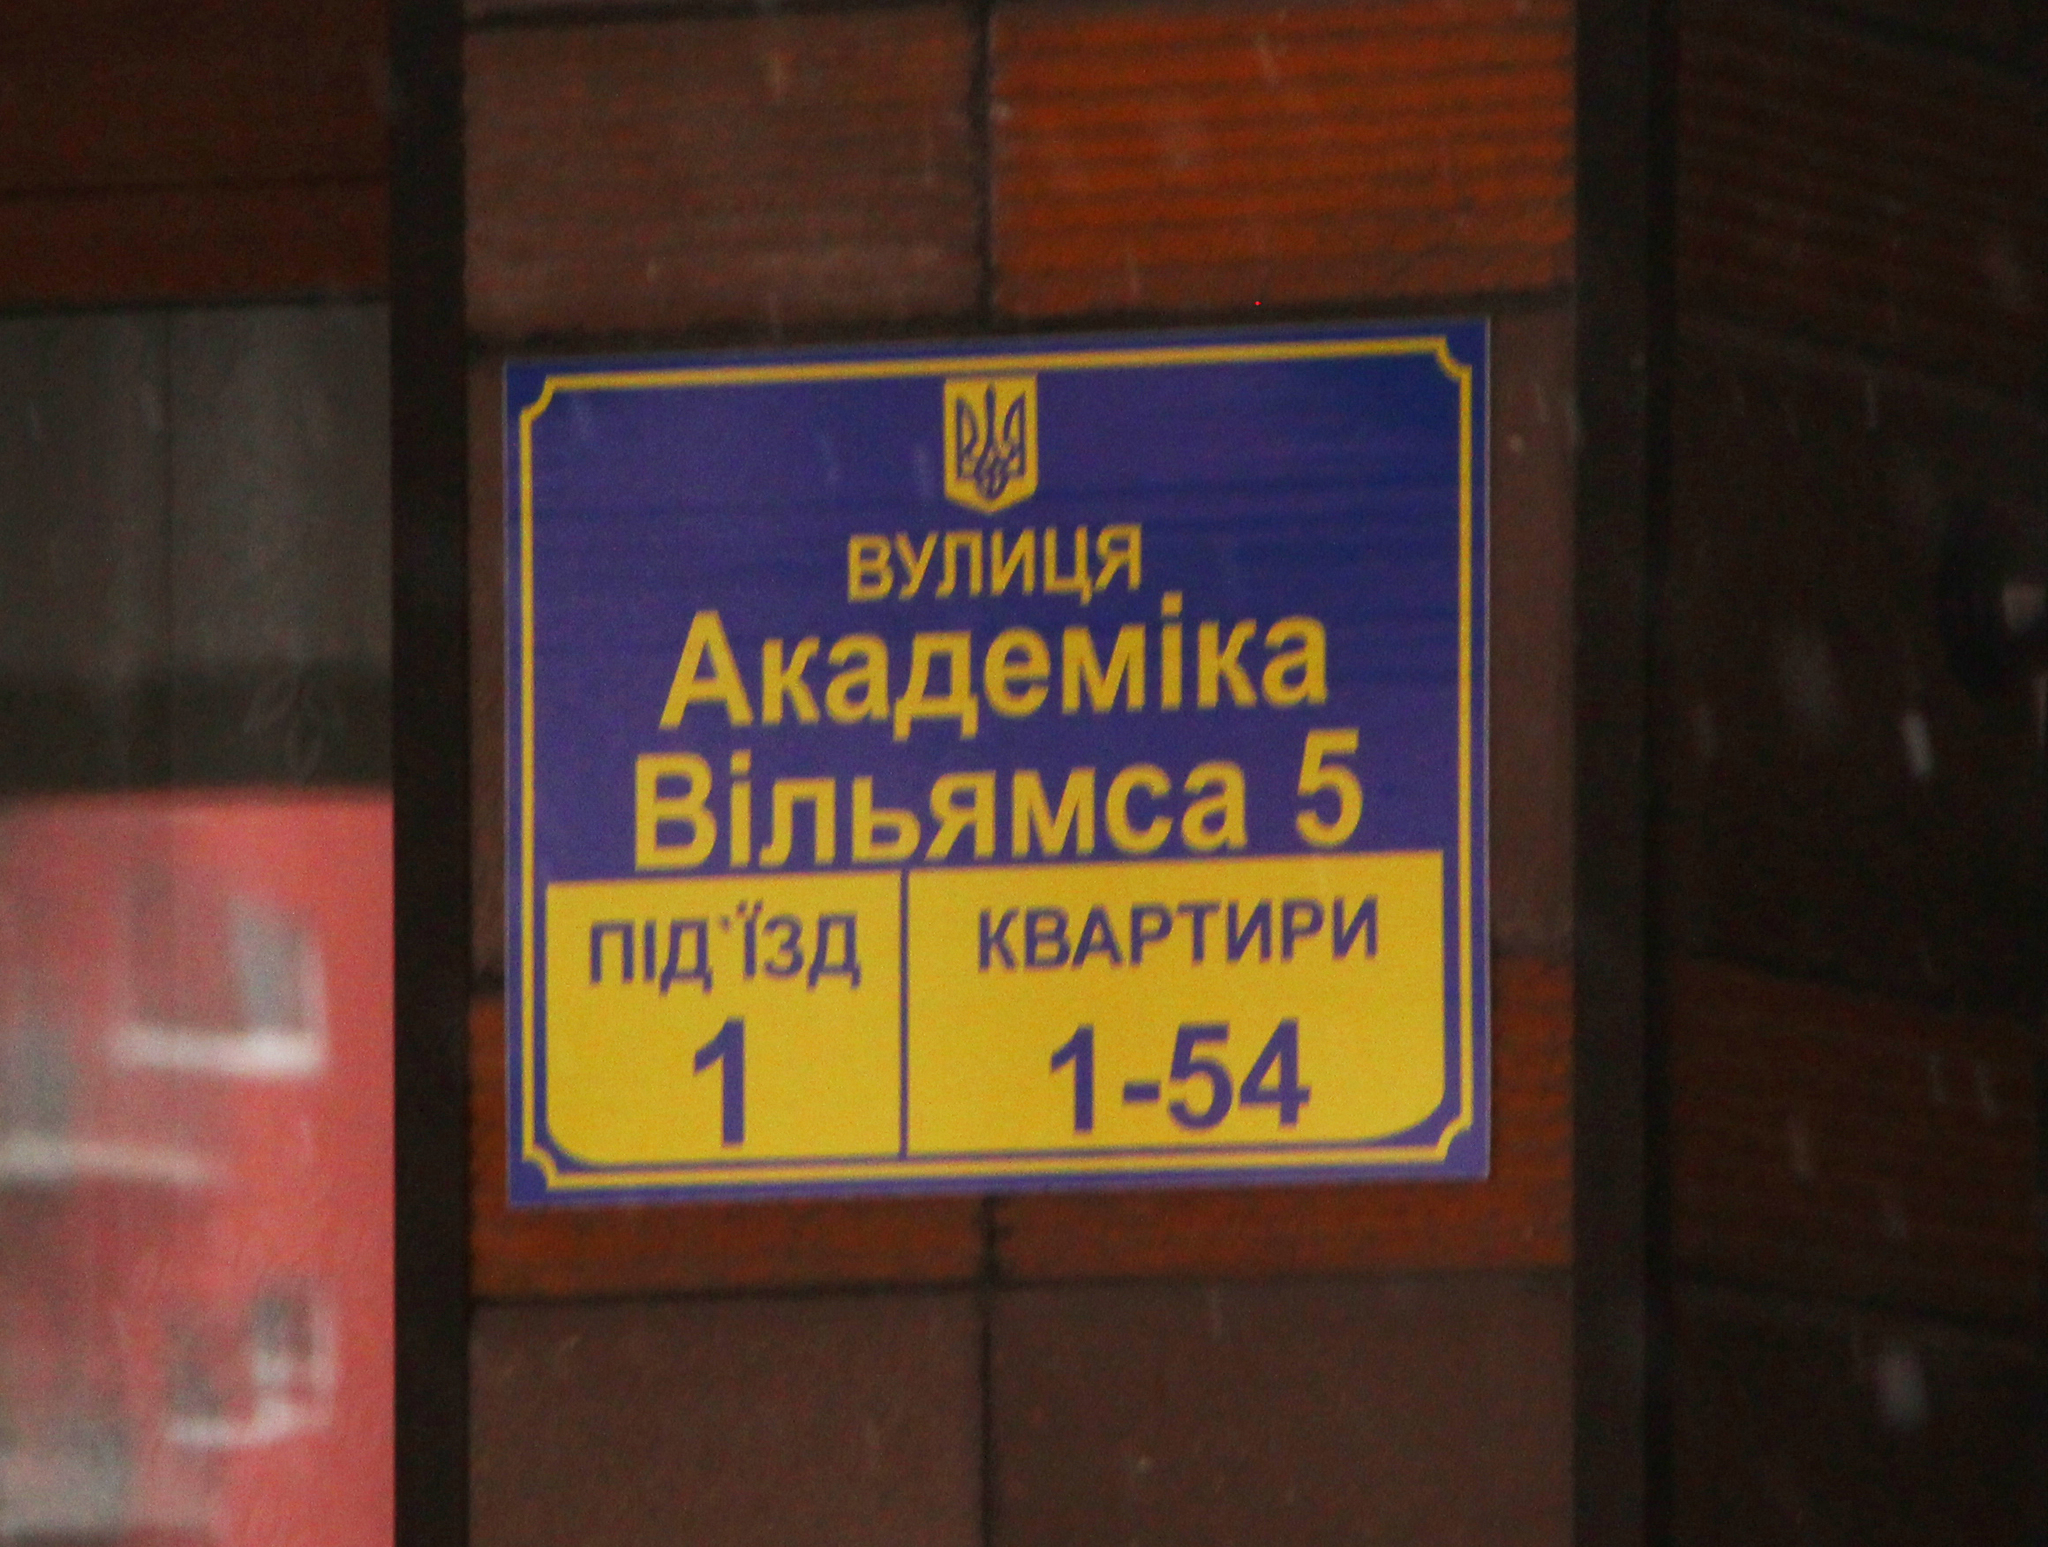 ВУЛИЦЯ
Академіка
Вільямса 5
ПІД'ЇЗД КВАРТИРИ
1 1-54